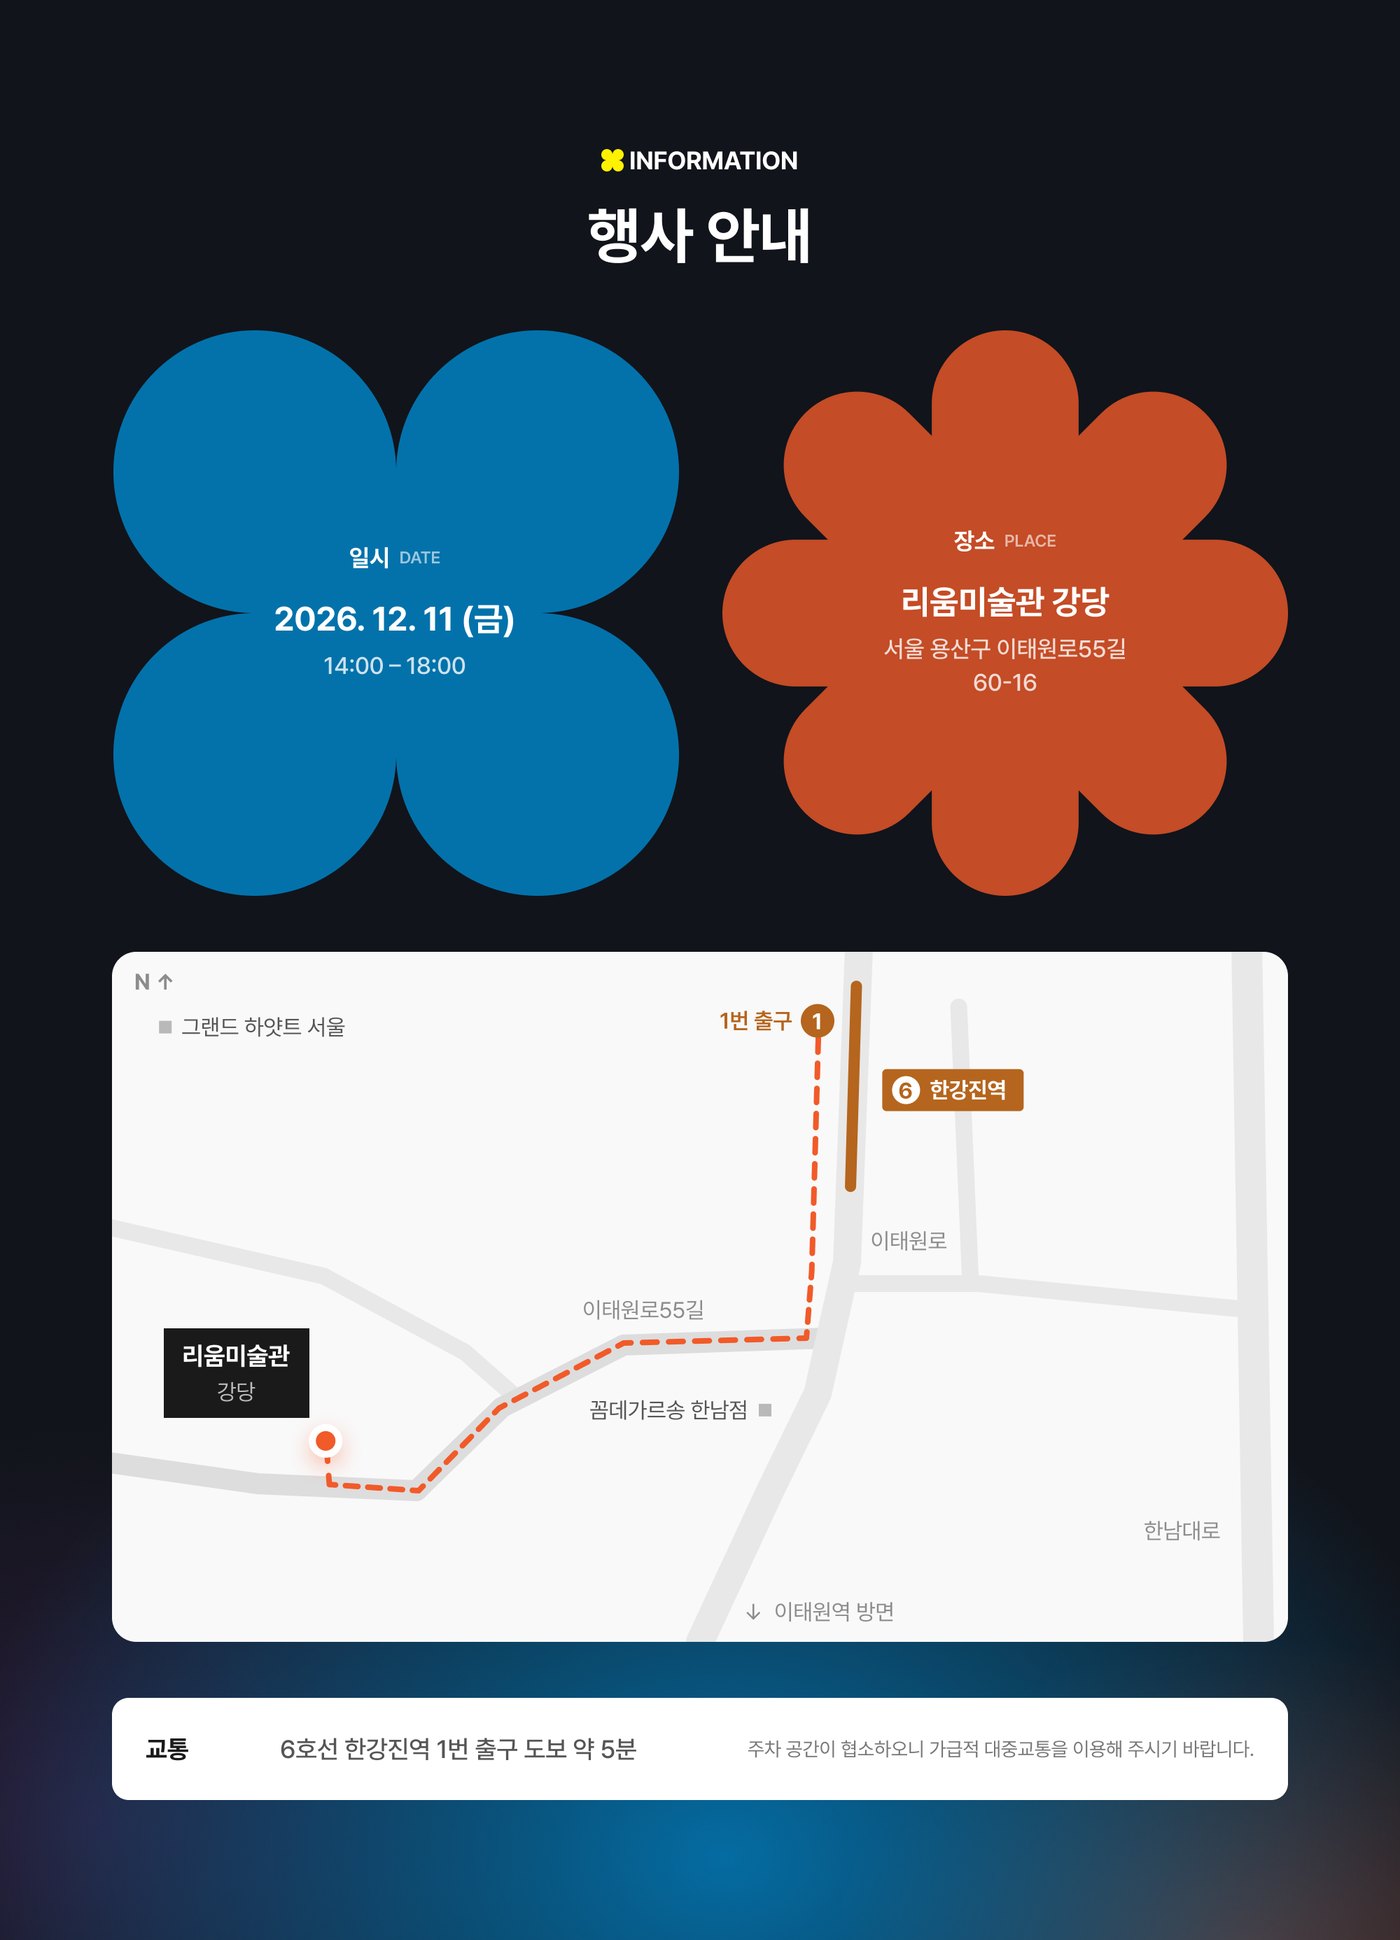 INFORMATION
행사 안내
일시 DATE
2026. 12. 11 (금)
14:00 – 18:00
장소 PLACE
리움미술관 강당
서울 용산구 이태원로55길
60-16
N ↑
그랜드 하얏트 서울
1번 출구 1
6 한강진역
이태원로
이태원로55길
리움미술관
강당
꼼데가르송 한남점
한남대로
↓ 이태원역 방면
교통
6호선 한강진역 1번 출구 도보 약 5분
주차 공간이 협소하오니 가급적 대중교통을 이용해 주시기 바랍니다.